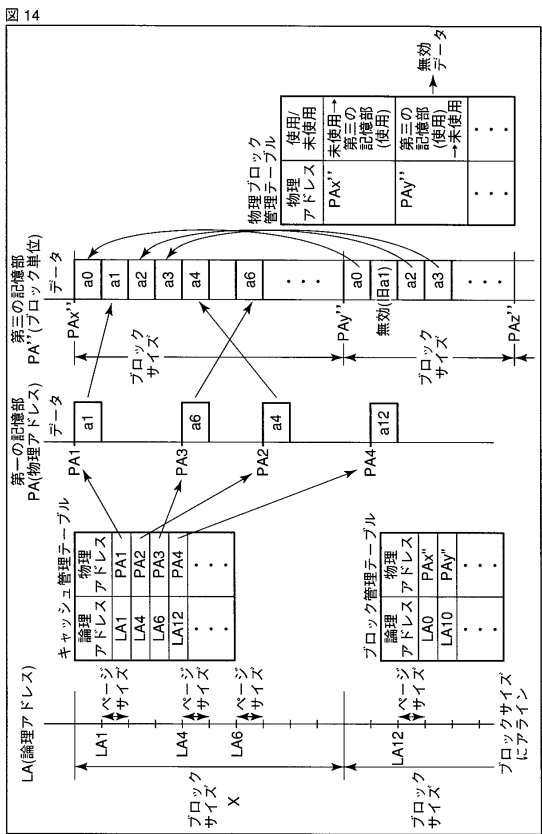 図 14
LA(論理アドレス)
LA1
ページ
サイズ
LA4
ページ
サイズ
LA6
ページ
サイズ
ブロック
サイズ
X
LA12
ページ
サイズ
ブロック
サイズ
ブロックサイズ
にアライン
キャッシュ管理テーブル
論理
アドレス
物理
アドレス
LA1
PA1
LA4
PA2
LA6
PA3
LA12
PA4
・・・
・・・
ブロック管理テーブル
論理
アドレス
物理
アドレス
LA0
PAx"
LA10
PAy"
・・・
・・・
第一の記憶部
PA(物理アドレス)
データ
PA1
a1
PA3
a6
PA2
a4
PA4
a12
第三の記憶部
PA''(ブロック単位)
データ
PAx''
a0
a1
a2
a3
a4
a6
・・・
ブロック
サイズ
PAy''
a0
無効(旧a1)
a2
a3
・・・
ブロック
サイズ
PAz''
物理ブロック
管理テーブル
物理
アドレス
使用/
未使用
PAx''
未使用→
第三の
記憶部
(使用)
PAy''
第三の
記憶部
(使用)
→未使用
・・・
・・・
無効
データ